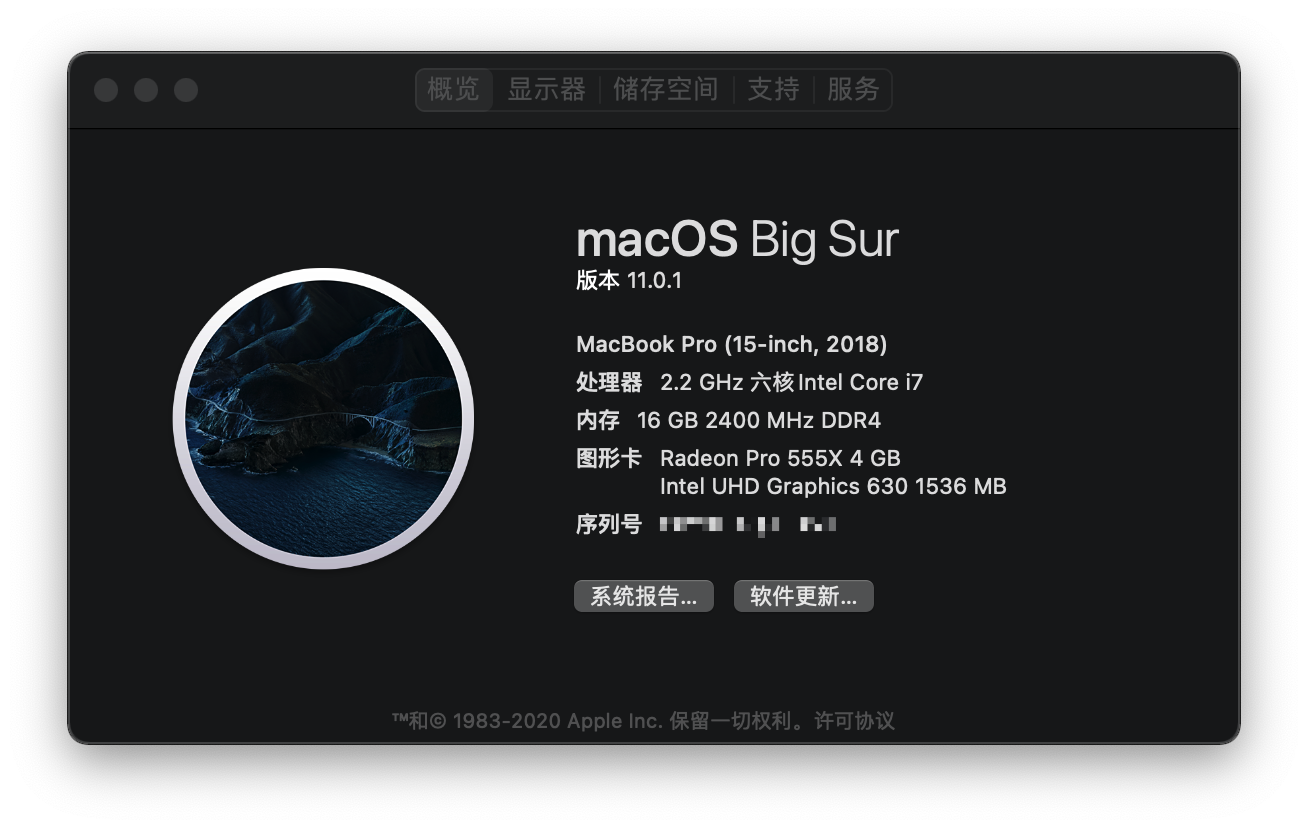 概览 显示器 储存空间 支持 服务
macOS Big Sur
版本 11.0.1
MacBook Pro (15-inch, 2018)
处理器 2.2 GHz 六核Intel Core i7
内存 16 GB 2400 MHz DDR4
图形卡 Radeon Pro 555X 4 GB
Intel UHD Graphics 630 1536 MB
序列号
系统报告... 软件更新...
™和© 1983-2020 Apple Inc. 保留一切权利。许可协议